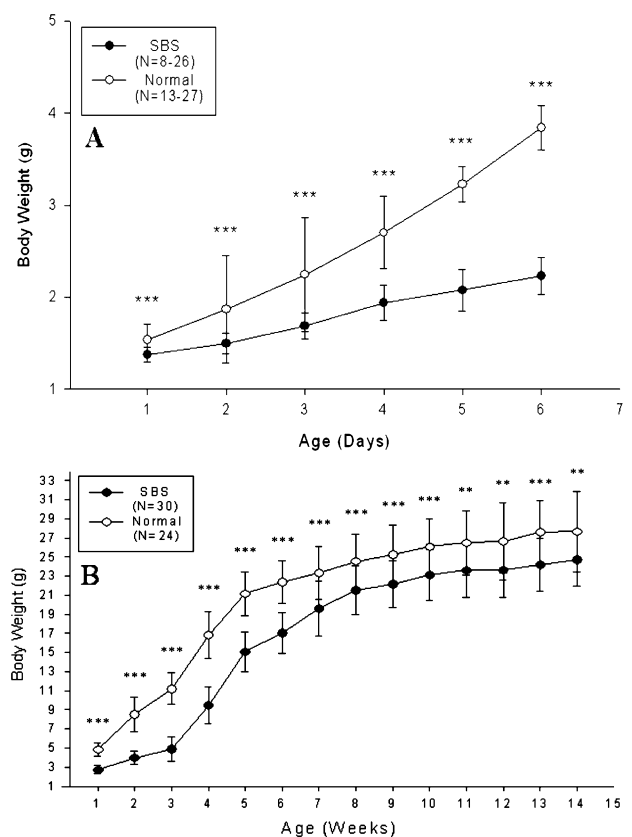 5
SBS
(N=8-26)
Normal
(N=13-27)
A
***
***
***
***
***
***
4
3
2
1
Body Weight (g)
1 2 3 4 5 6 7
Age (Days)
33
31
29
27
25
23
21
19
17
15
13
11
9
7
5
3
1
SBS
(N=30)
Normal
(N=24)
B
*** *** *** *** *** *** *** *** *** *** ** ** *** **
Body Weight (g)
1 2 3 4 5 6 7 8 9 10 11 12 13 14 15
Age (Weeks)